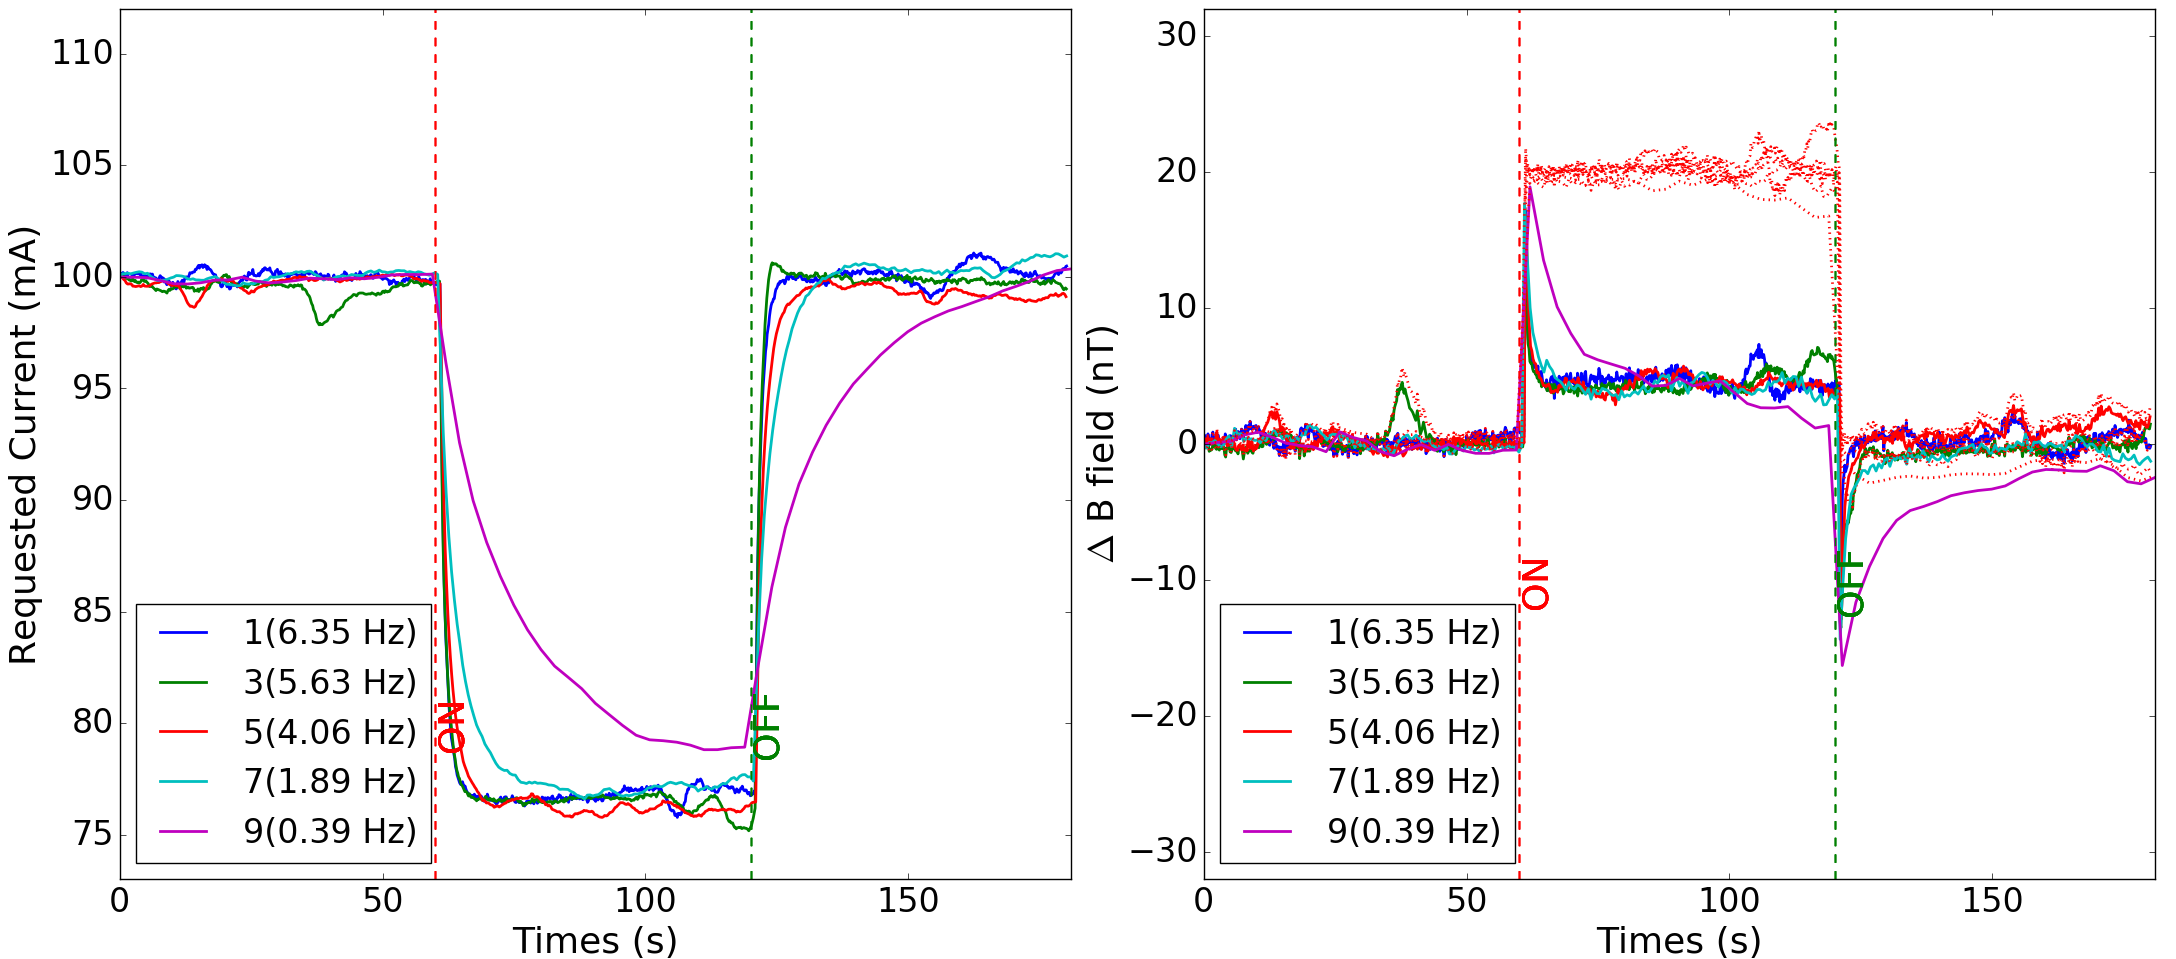 110
105
100
95
90
85
80
75
0
50
100
150
Requested Current (mA)
Times (s)
ON
OFF
1(6.35 Hz)
3(5.63 Hz)
5(4.06 Hz)
7(1.89 Hz)
9(0.39 Hz)
30
20
10
0
−10
−20
−30
0
50
100
150
Δ B field (nT)
Times (s)
ON
OFF
1(6.35 Hz)
3(5.63 Hz)
5(4.06 Hz)
7(1.89 Hz)
9(0.39 Hz)